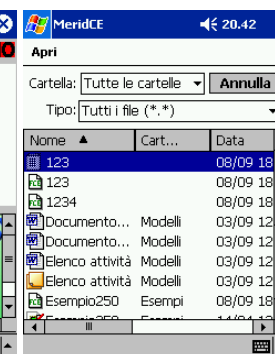 MeridCE 20.42
Apri
Cartella: Tutte le cartelle Annulla
Tipo: Tutti i file (*.*)
Nome Cart... Data
123 08/09 18
123 08/09 18
1234 08/09 18
Documento... Modelli 03/09 12
Documento... Modelli 03/09 12
Elenco attività Modelli 03/09 12
Elenco attività Modelli 03/09 12
Esempio250 Esempi 08/09 18